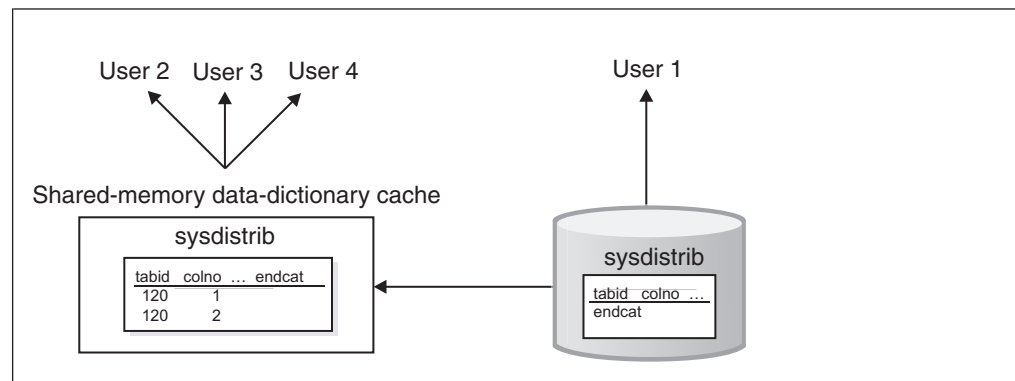 User 2 User 3 User 4
User 1
Shared-memory data-dictionary cache
sysdistrib
tabid colno … endcat
120 1
120 2
sysdistrib
tabid colno …
endcat